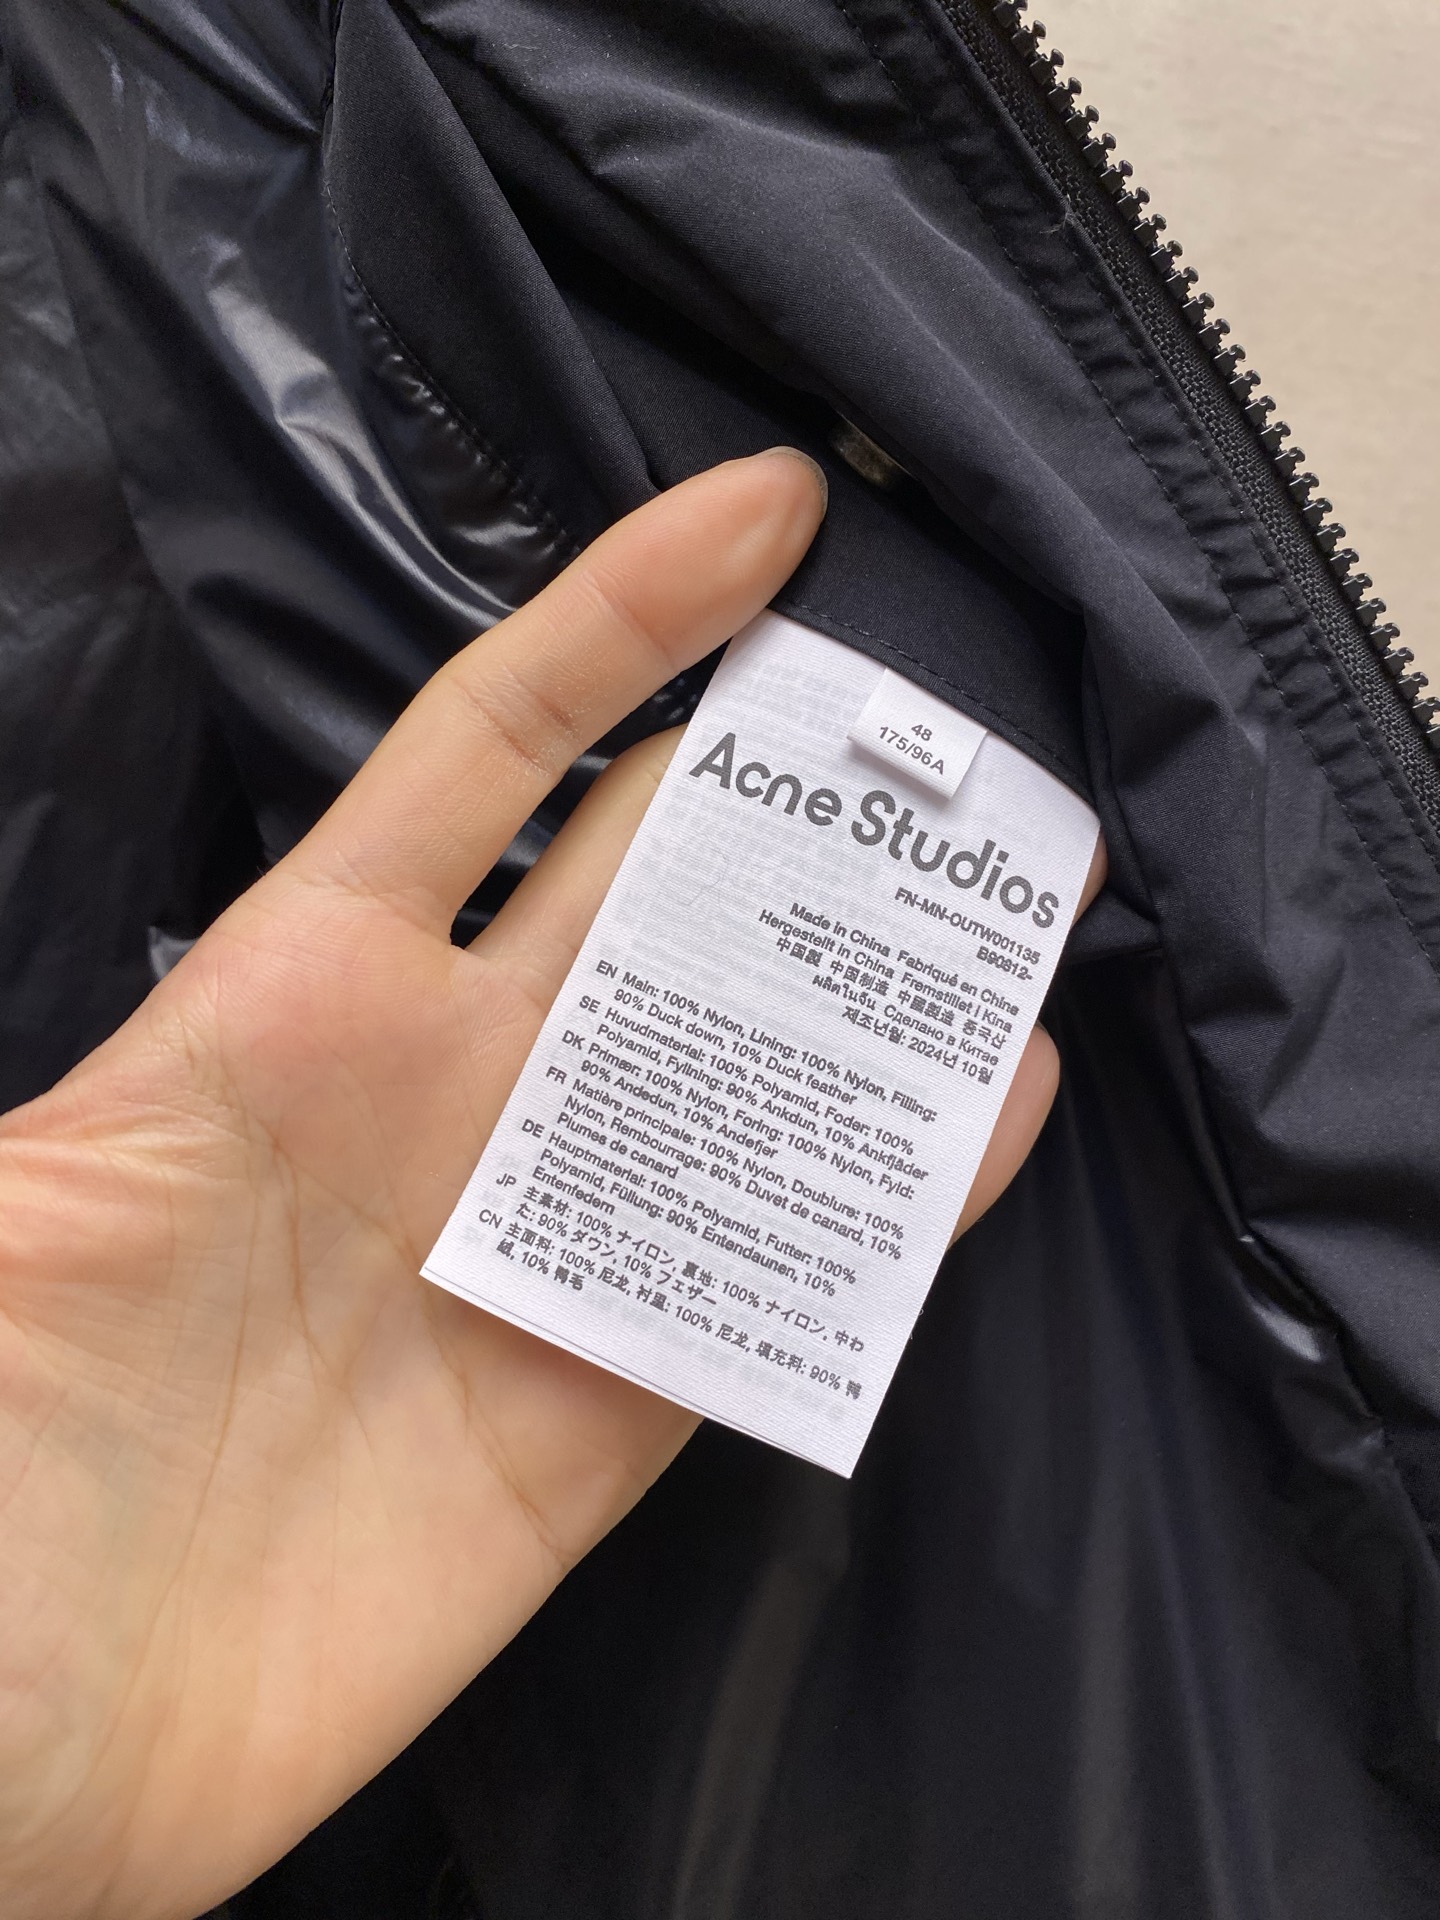 48
175/96A
Acne Studios
FN-MN-OUTW001135
B90812-
Made in China Fabriqué en Chine
Hergestellt in China Fremstillet i Kina
中国製 中国制造 中國製造 중국산
ผลิตในจีน Сделано в Китае
제조년월: 2024년 10월
EN Main: 100% Nylon, Lining: 100% Nylon, Filling:
90% Duck down, 10% Duck feather
SE Huvudmaterial: 100% Polyamid, Foder: 100%
Polyamid, Fyllning: 90% Ankdun, 10% Ankfjäder
DK Primær: 100% Nylon, Foring: 100% Nylon, Fyld:
90% Andedun, 10% Andefjer
FR Matière principale: 100% Nylon, Doublure: 100%
Nylon, Rembourrage: 90% Duvet de canard, 10%
Plumes de canard
DE Hauptmaterial: 100% Polyamid, Futter: 100%
Polyamid, Füllung: 90% Entendaunen, 10%
Entenfedern
JP 主素材: 100% ナイロン, 裏地: 100% ナイロン, 中わ
た: 90% ダウン, 10% フェザー
CN 主面料: 100% 尼龙, 衬里: 100% 尼龙, 填充料: 90% 鸭
绒, 10% 鸭毛